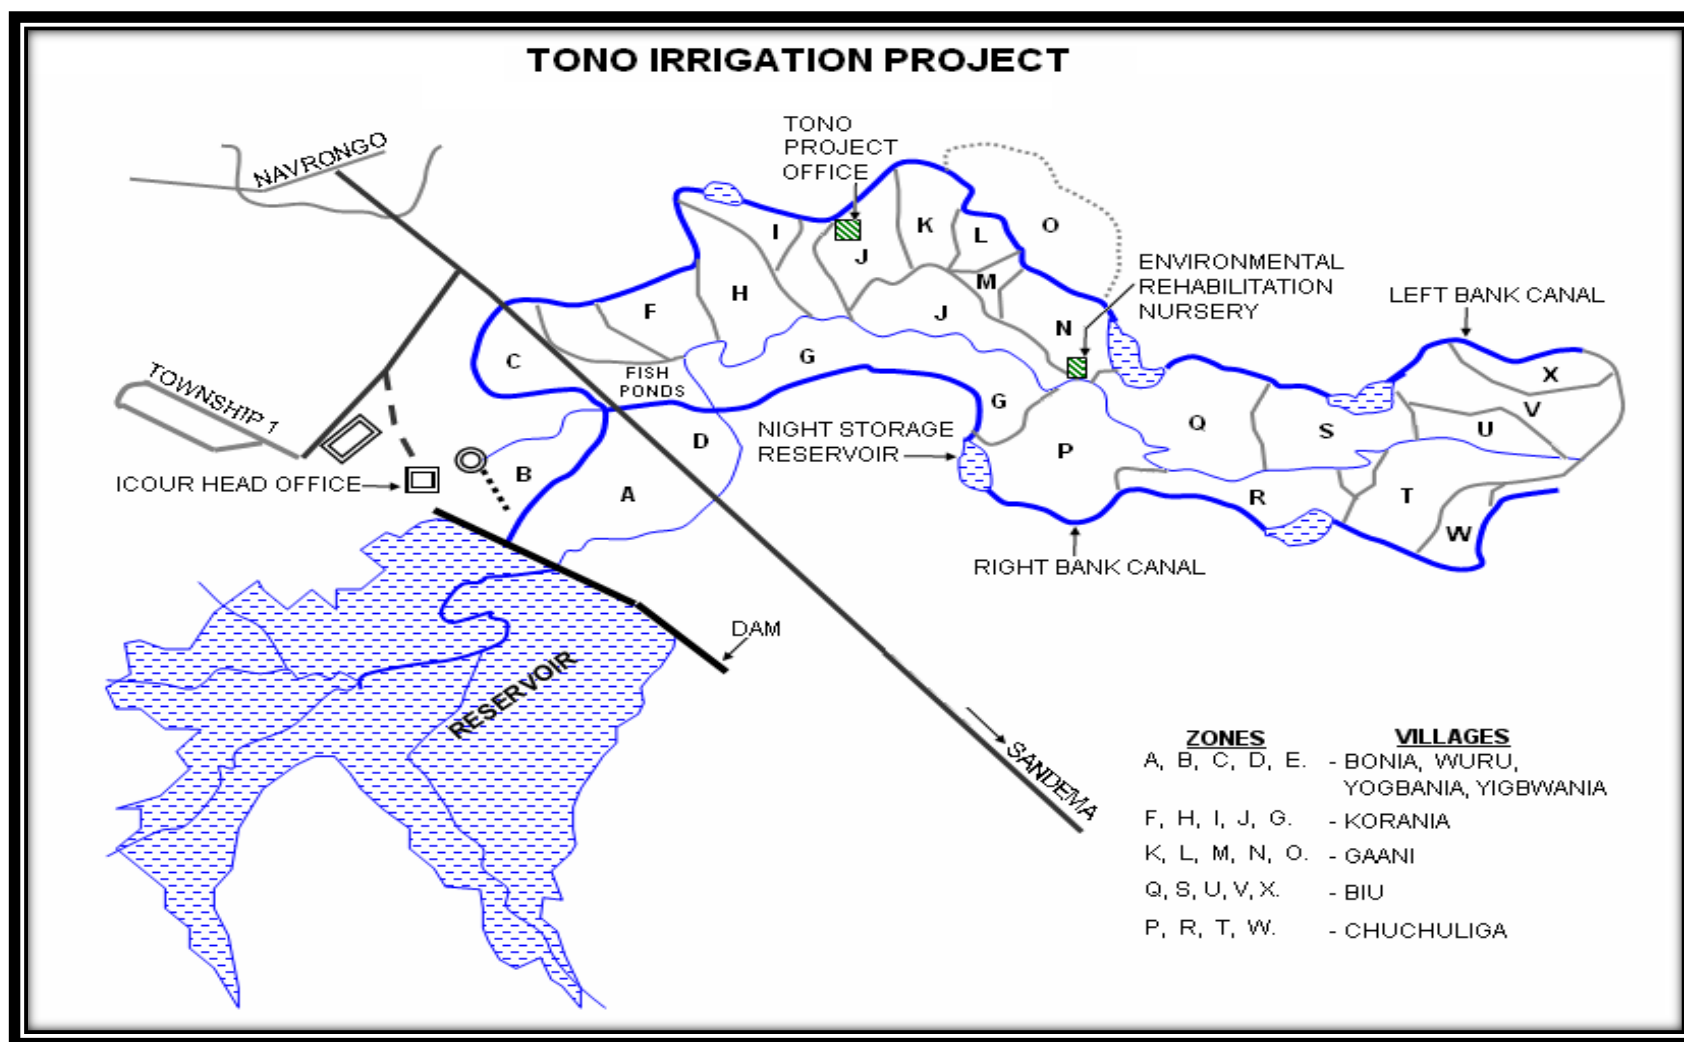 TONO IRRIGATION PROJECT
TONO
PROJECT
OFFICE
NAVRONGO
K
L
O
I
J
ENVIRONMENTAL
REHABILITATION
NURSERY
M
H
LEFT BANK CANAL
F
J
N
C
G
FISH
PONDS
TOWNSHIP 1
X
V
G
U
Q
S
NIGHT STORAGE
RESERVOIR
D
P
B
ICOUR HEAD OFFICE
A
R
T
W
RIGHT BANK CANAL
DAM
RESERVOIR
SANDEMA
ZONES VILLAGES
A, B, C, D, E. - BONIA, WURU,
YOGBANIA, YIGBWANIA
F, H, I, J, G. - KORANIA
K, L, M, N, O. - GAANI
Q, S, U, V, X. - BIU
P, R, T, W. - CHUCHULIGA